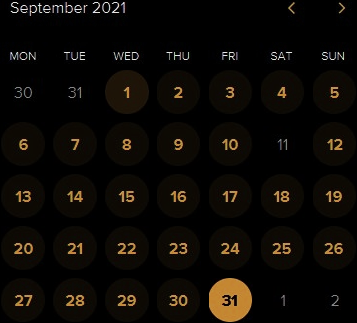 September 2021
MON TUE WED THU FRI SAT SUN
30 31 1 2 3 4 5
6 7 8 9 10 11 12
13 14 15 16 17 18 19
20 21 22 23 24 25 26
27 28 29 30 31 1 2